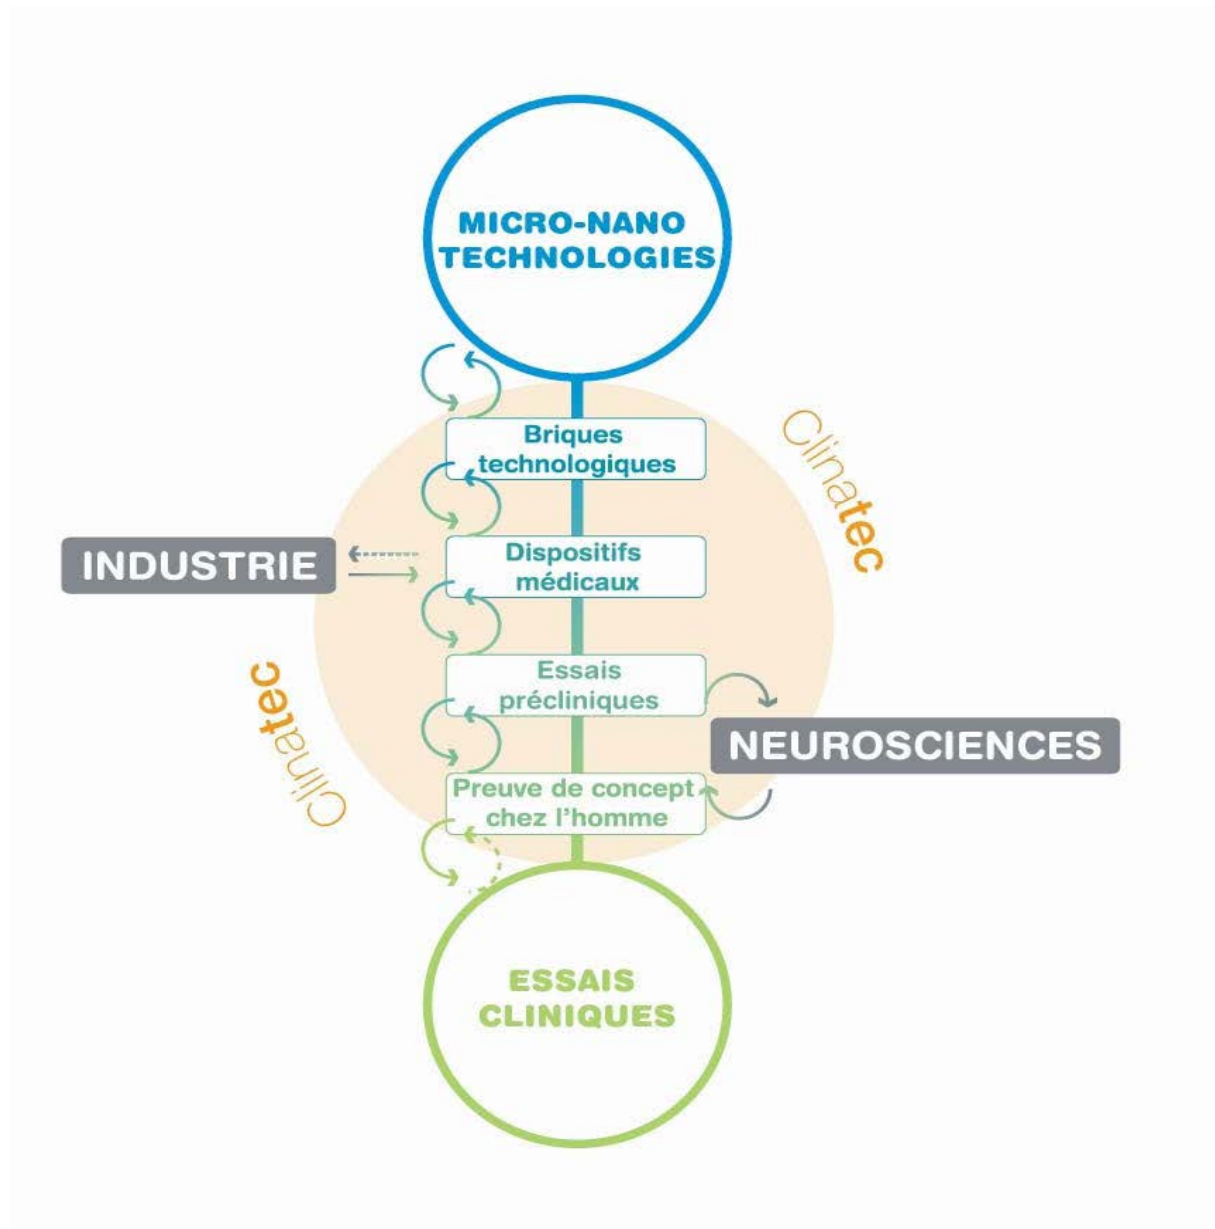 MICRO-NANO
TECHNOLOGIES
Briques
technologiques
Clinatec
INDUSTRIE
Dispositifs
médicaux
Essais
précliniques
Clinatec
NEUROSCIENCES
Preuve de concept
chez l'homme
ESSAIS
CLINIQUES